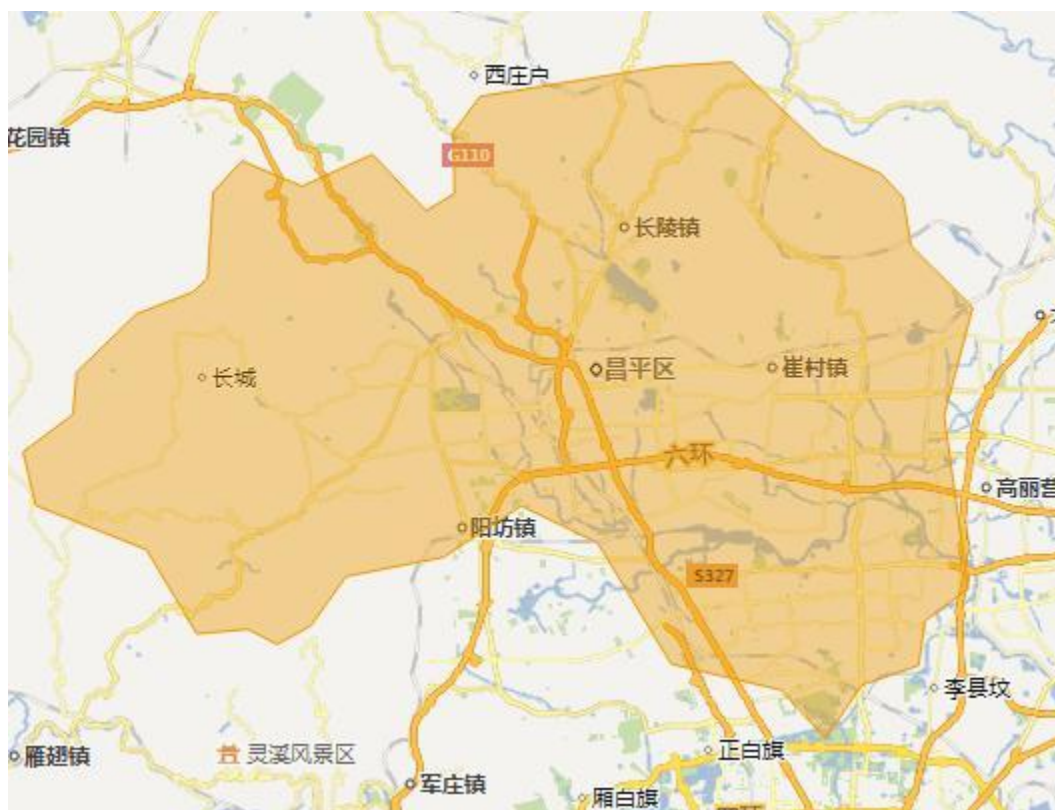 西庄户
花园镇
G110
长陵镇
长城
昌平区
崔村镇
六环
高丽营
阳坊镇
S327
李县坟
雁翅镇
灵溪风景区
正白旗
军庄镇
厢白旗